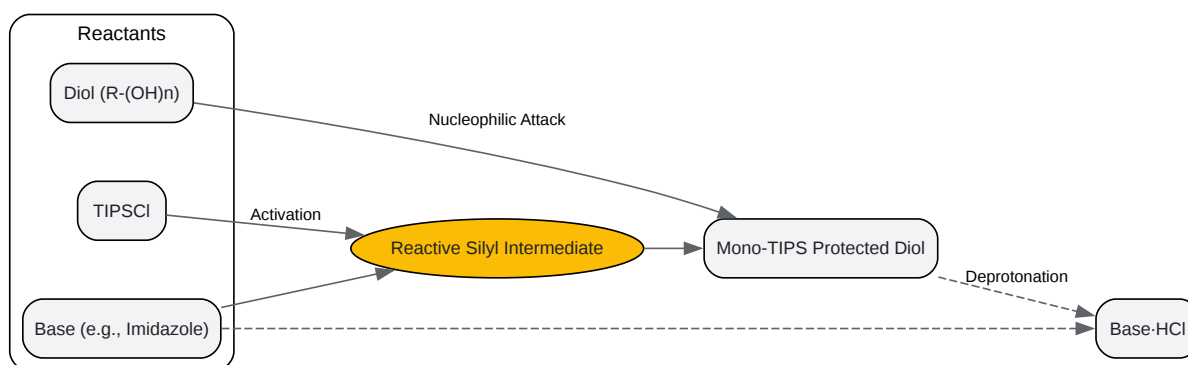 Reactants
Diol (R-(OH)n)
Nucleophilic Attack
TIPSCl
Activation
Reactive Silyl Intermediate
Mono-TIPS Protected Diol
Deprotonation
Base (e.g., Imidazole)
Base·HCl